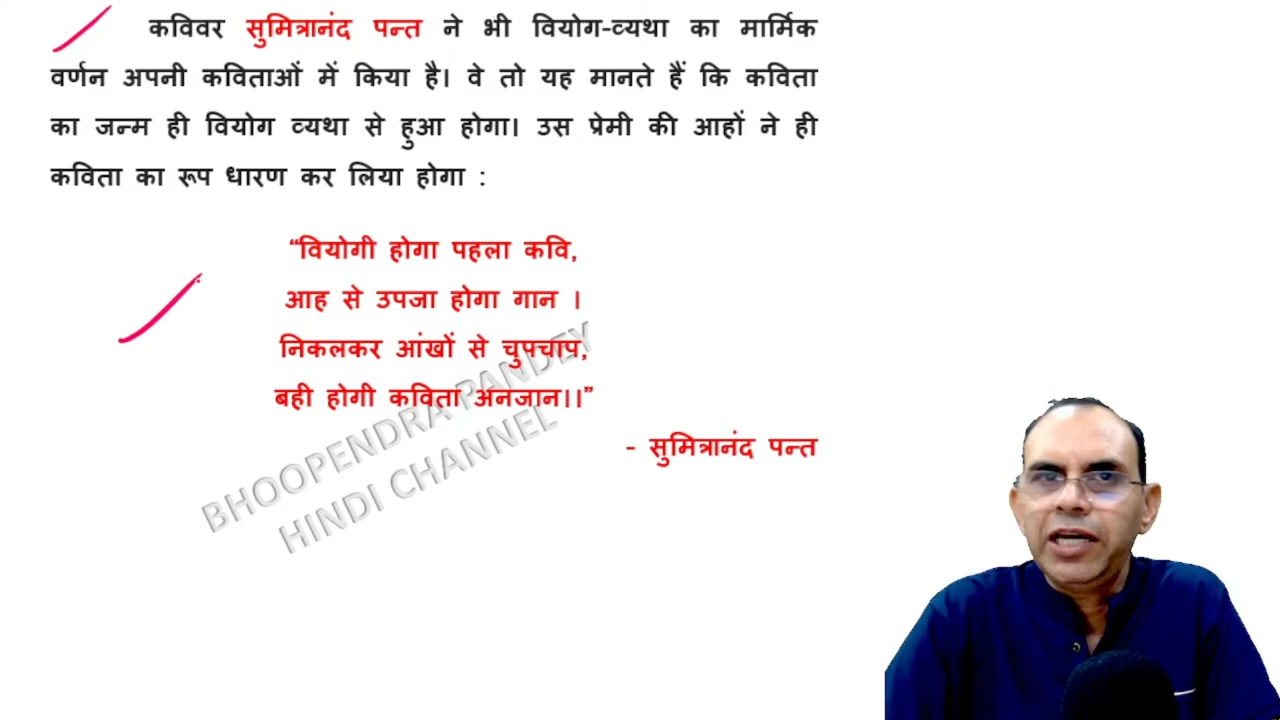 कविवर सुमित्रानंद पन्त ने भी वियोग-व्यथा का मार्मिक
वर्णन अपनी कविताओं में किया है। वे तो यह मानते हैं कि कविता
का जन्म ही वियोग व्यथा से हुआ होगा। उस प्रेमी की आहों ने ही
कविता का रूप धारण कर लिया होगा :
“वियोगी होगा पहला कवि,
आह से उपजा होगा गान ।
निकलकर आंखों से चुपचाप,
बही होगी कविता अनजान।।”
- सुमित्रानंद पन्त
BHOOPENDRA PANDEY
HINDI CHANNEL